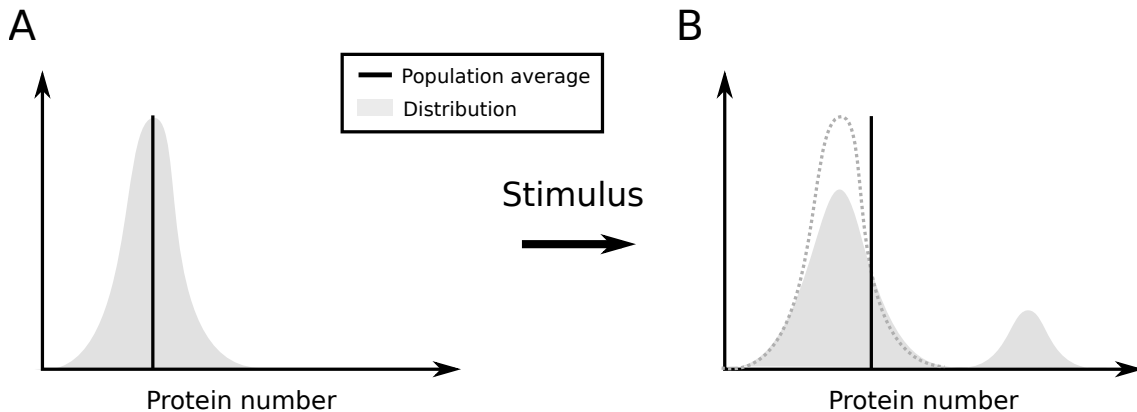 A
B
Population average
Distribution
Stimulus
Protein number
Protein number